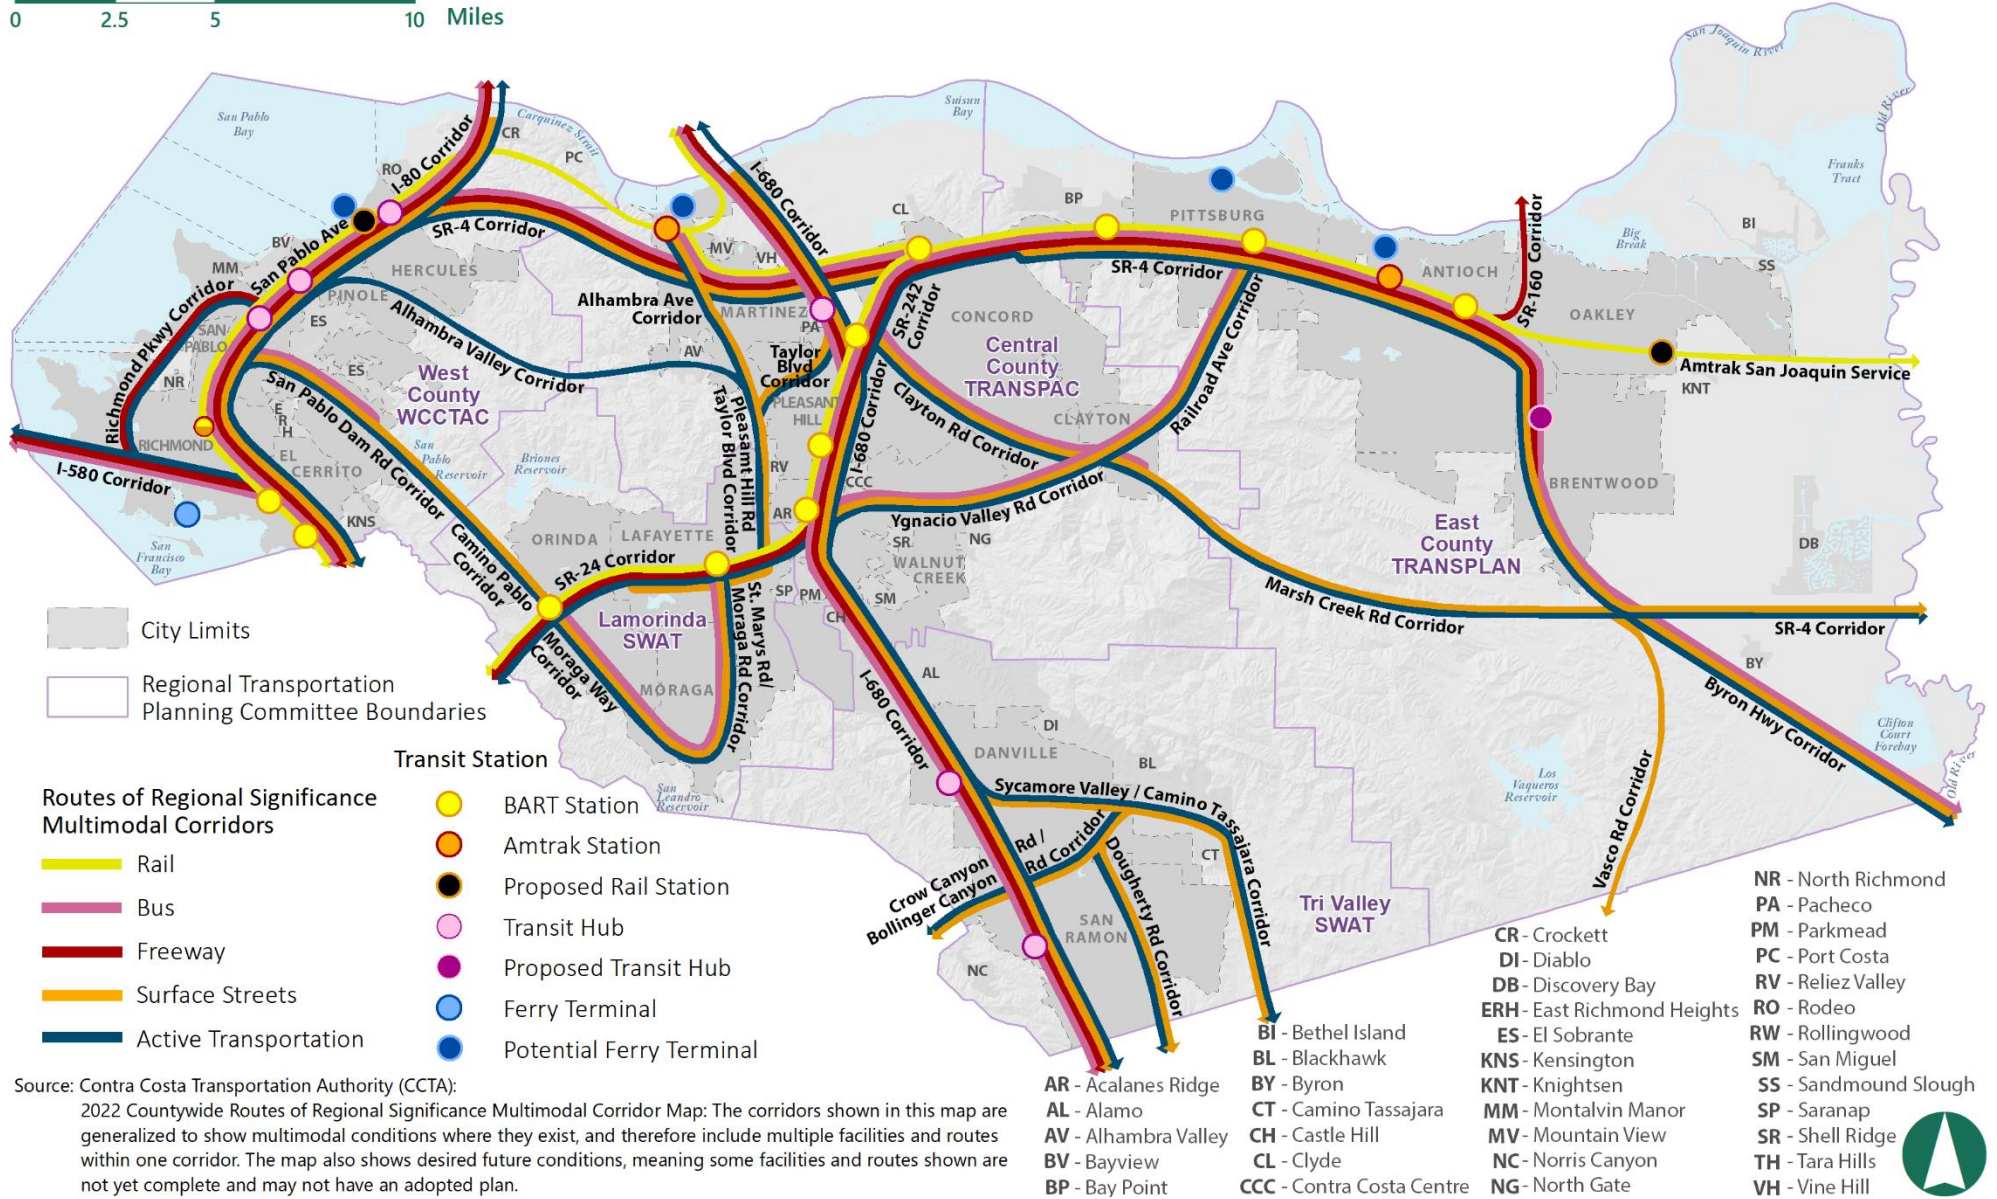 0 2.5 5 10 Miles
San Joaquin River
Old River
San Pablo
Bay
Carquinez Strait
Suisun
Bay
Franks
Tract
Big
Break
CR
PC
RO
I-80 Corridor
I-680 Corridor
SR-4 Corridor
San Pablo Ave
BV
MM
HERCULES
PINOLE
ES
Richmond Pkwy Corridor
SAN
PABLO
NR
RICHMOND
I-580 Corridor
ES
E
R
H
EL
CERRITO
KNS
San
Francisco
Bay
Alhambra Valley Corridor
West
County
WCCTAC
San Pablo Dam Rd Corridor
San
Pablo
Reservoir
Briones
Reservoir
Camino Pablo
Corridor
Alhambra Ave
Corridor
MV
VH
MARTINEZ
PA
AV
Taylor
Blvd
Corridor
PLEASANT
HILL
Pleasamt Hill Rd
Taylor Blvd Corridor
RV
CCC
AR
CL
BP
PITTSBURG
SR-4 Corridor
SR-242
Corridor
CONCORD
Central
County
TRANSPAC
I-680 Corridor
Clayton Rd Corridor
CLAYTON
Railroad Ave Corridor
Ygnacio Valley Rd Corridor
ANTIOCH
SR-160 Corridor
OAKLEY
BI
SS
Amtrak San Joaquin Service
KNT
BRENTWOOD
East
County
TRANSPLAN
DB
Marsh Creek Rd Corridor
SR-4 Corridor
BY
Byron Hwy Corridor
Clifton
Court
Forebay
Old River
Vasco Rd Corridor
Los
Vaqueros
Reservoir
ORINDA
LAFAYETTE
SR-24 Corridor
Lamorinda
SWAT
Moraga Way
Corridor
MORAGA
St. Marys Rd/
Moraga Rd Corridor
San
Leandro
Reservoir
SP
PM
CH
SR
NG
WALNUT
CREEK
SM
AL
I-680 Corridor
DI
DANVILLE
BL
Sycamore Valley / Camino Tassajara Corridor
Crow Canyon Rd /
Bollinger Canyon Rd Corridor
Dougherty Rd Corridor
CT
SAN
RAMON
NC
Tri Valley
SWAT
City Limits
Regional Transportation
Planning Committee Boundaries
Routes of Regional Significance
Multimodal Corridors
Rail
Bus
Freeway
Surface Streets
Active Transportation
Transit Station
BART Station
Amtrak Station
Proposed Rail Station
Transit Hub
Proposed Transit Hub
Ferry Terminal
Potential Ferry Terminal
Source: Contra Costa Transportation Authority (CCTA):
2022 Countywide Routes of Regional Significance Multimodal Corridor Map: The corridors shown in this map are
generalized to show multimodal conditions where they exist, and therefore include multiple facilities and routes
within one corridor. The map also shows desired future conditions, meaning some facilities and routes shown are
not yet complete and may not have an adopted plan.
AR - Acalanes Ridge
AL - Alamo
AV - Alhambra Valley
BV - Bayview
BP - Bay Point
BI - Bethel Island
BL - Blackhawk
BY - Byron
CT - Camino Tassajara
CH - Castle Hill
CL - Clyde
CCC - Contra Costa Centre
CR - Crockett
DI - Diablo
DB - Discovery Bay
ERH - East Richmond Heights
ES - El Sobrante
KNS - Kensington
KNT - Knightsen
MM - Montalvin Manor
MV - Mountain View
NC - Norris Canyon
NG - North Gate
NR - North Richmond
PA - Pacheco
PM - Parkmead
PC - Port Costa
RV - Reliez Valley
RO - Rodeo
RW - Rollingwood
SM - San Miguel
SS - Sandmound Slough
SP - Saranap
SR - Shell Ridge
TH - Tara Hills
VH - Vine Hill